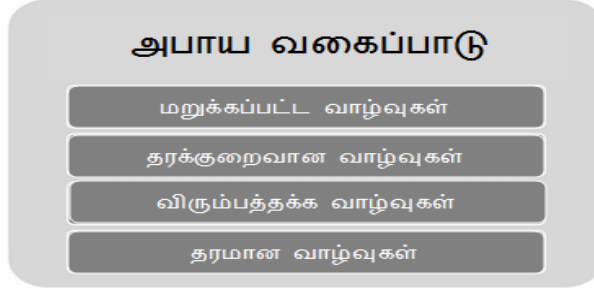 அபாய வகைப்பாடு
மறுக்கப்பட்ட வாழ்வுகள்
தரக்குறைவான வாழ்வுகள்
விரும்பத்தக்க வாழ்வுகள்
தரமான வாழ்வுகள்